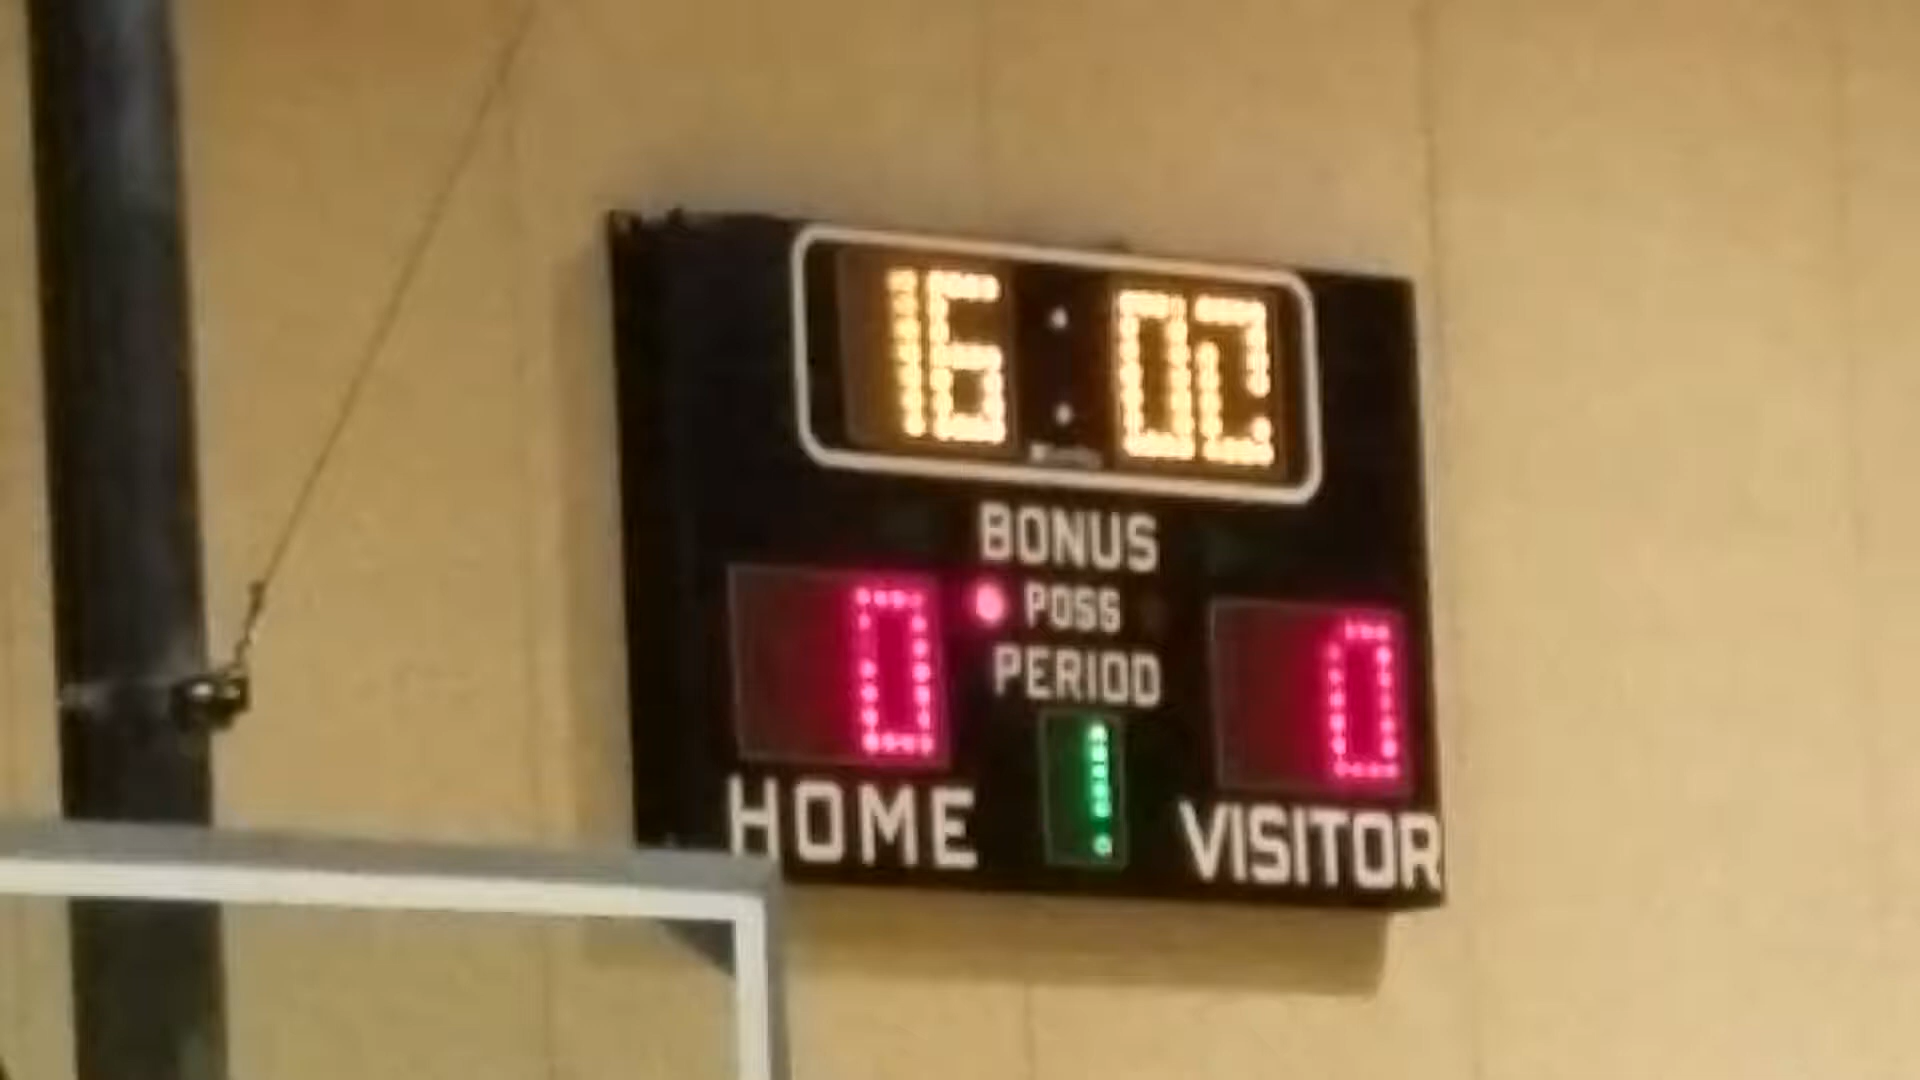 16:02
BONUS
0 POSS 0
PERIOD
1
HOME VISITOR